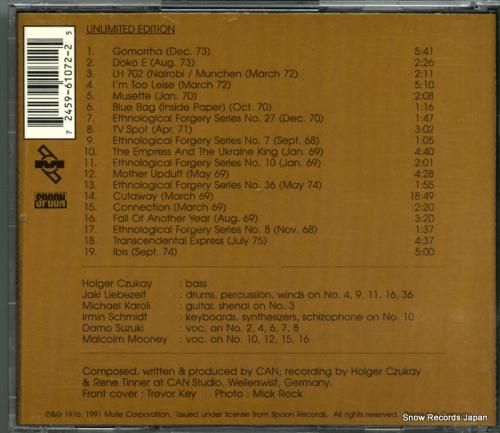 UNLIMITED EDITION
1. Gomorrha (Dec. 73) 5:41
2. Doko E (Aug. 73) 2:26
3. LH 702 (Nairobi / Munchen (March 72) 2:11
4. I'm Too Leise (March 72) 5:10
5. Musette (Jan. 70) 2:08
6. Blue Bag (Inside Paper) (Oct. 70) 1:16
7. Ethnological Forgery Series No. 27 (Dec. 70) 1:47
8. TV Spot (Apr. 71) 3:02
9. Ethnological Forgery Series No. 7 (Sept. 68) 1:05
10. The Empress And The Ukraine King (Jan. 69) 4:40
11. Ethnological Forgery Series No. 10 (Jan. 69) 2:01
12. Mother Upduff (May 69) 4:28
13. Ethnological Forgery Series No. 36 (May 74) 1:55
14. Cutaway (March 69) 18:49
15. Connection (March 69) 2:20
16. Fall Of Another Year (Aug. 69) 3:20
17. Ethnological Forgery Series No. 8 (Nov. 68) 1:37
18. Transcendental Express (July 75) 4:37
19. Ibis (Sept. 74) 5:00
7 24596 1072-2 5
M
SPOON
Holger Czukay : bass
Jaki Liebezeit : drums, percussion, winds on No. 4, 9, 11, 16, 36
Michael Karoli : guitar, shenai on No. 3
Irmin Schmidt : keyboards, synthesizers, schizophone on No. 10
Damo Suzuki : voc. on No. 2, 4, 6, 7, 8
Malcolm Mooney : voc. on No. 10, 12, 15, 16
Composed, written & produced by CAN; recording by Holger Czukay
& Rene Tinner at CAN Studio, Weilerswist, Germany.
Front cover : Trevor Key Photo : Mick Rock
℗&© 1976, 1991 Mute Corporation. Issued under license from Spoon Records. All rights reserved.
Snow Records Japan
(C)snowrecords.jp